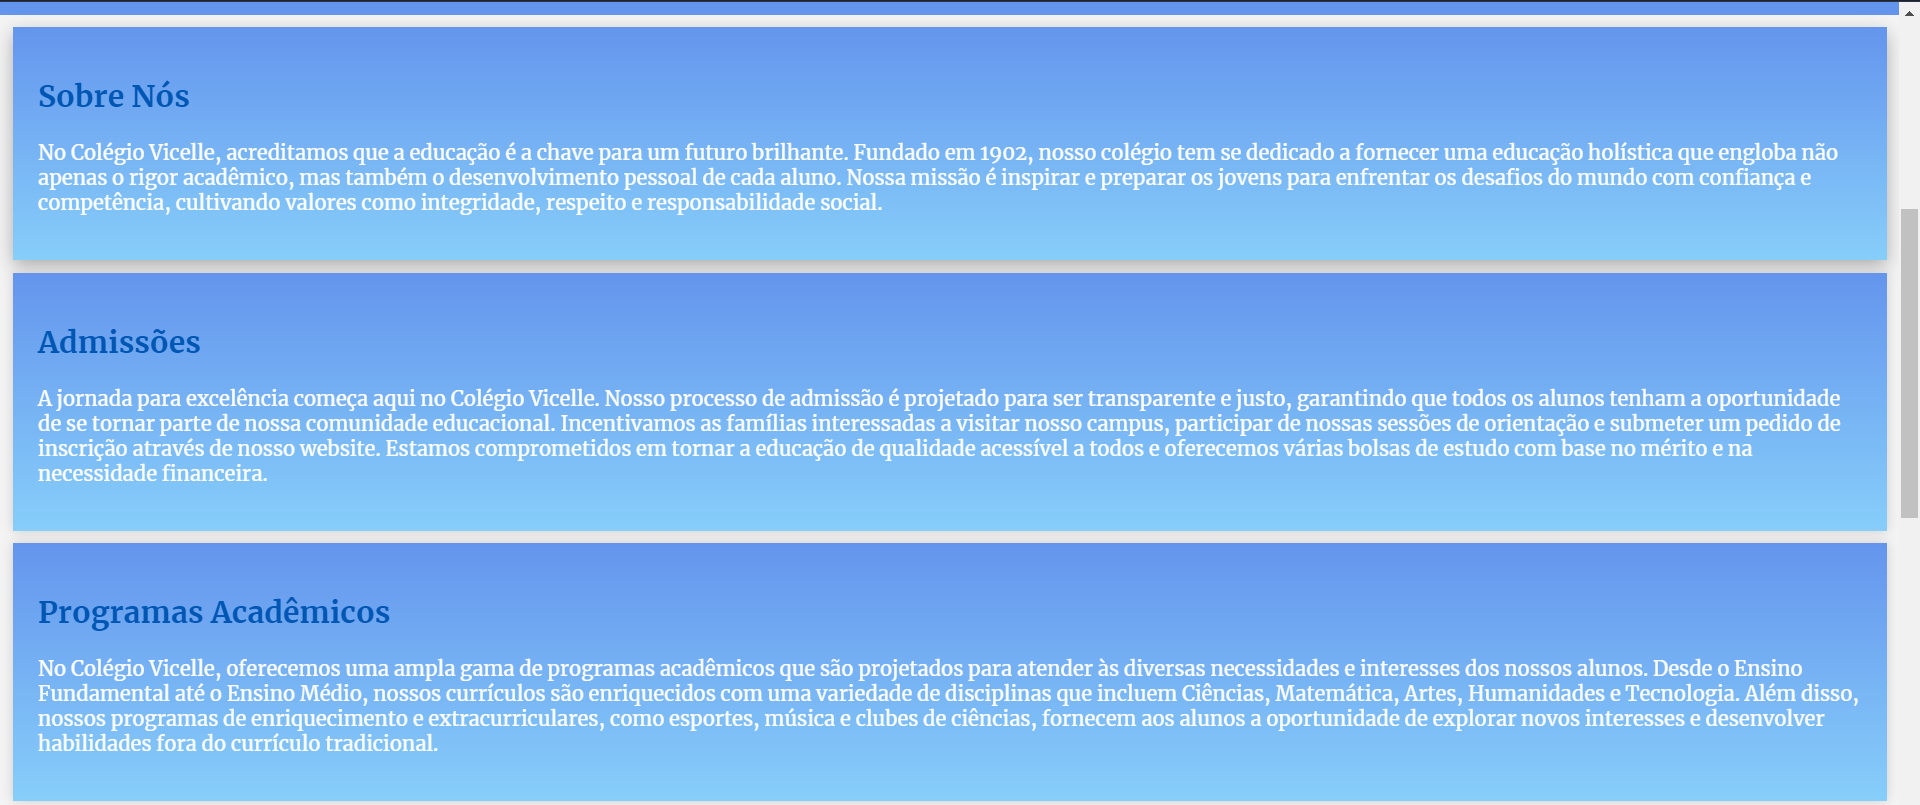 Sobre Nós
No Colégio Vicelle, acreditamos que a educação é a chave para um futuro brilhante. Fundado em 1902, nosso colégio tem se dedicado a fornecer uma educação holística que engloba não
apenas o rigor acadêmico, mas também o desenvolvimento pessoal de cada aluno. Nossa missão é inspirar e preparar os jovens para enfrentar os desafios do mundo com confiança e
competência, cultivando valores como integridade, respeito e responsabilidade social.
Admissões
A jornada para excelência começa aqui no Colégio Vicelle. Nosso processo de admissão é projetado para ser transparente e justo, garantindo que todos os alunos tenham a oportunidade
de se tornar parte de nossa comunidade educacional. Incentivamos as famílias interessadas a visitar nosso campus, participar de nossas sessões de orientação e submeter um pedido de
inscrição através de nosso website. Estamos comprometidos em tornar a educação de qualidade acessível a todos e oferecemos várias bolsas de estudo com base no mérito e na
necessidade financeira.
Programas Acadêmicos
No Colégio Vicelle, oferecemos uma ampla gama de programas acadêmicos que são projetados para atender às diversas necessidades e interesses dos nossos alunos. Desde o Ensino
Fundamental até o Ensino Médio, nossos currículos são enriquecidos com uma variedade de disciplinas que incluem Ciências, Matemática, Artes, Humanidades e Tecnologia. Além disso,
nossos programas de enriquecimento e extracurriculares, como esportes, música e clubes de ciências, fornecem aos alunos a oportunidade de explorar novos interesses e desenvolver
habilidades fora do currículo tradicional.